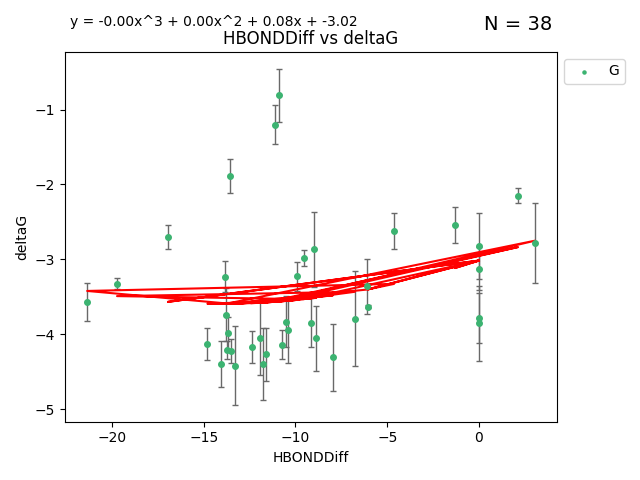 y = -0.00x^3 + 0.00x^2 + 0.08x + -3.02
N = 38
HBONDDiff vs deltaG
G
−1
−2
−3
−4
−5
deltaG
−20
−15
−10
−5
0
HBONDDiff